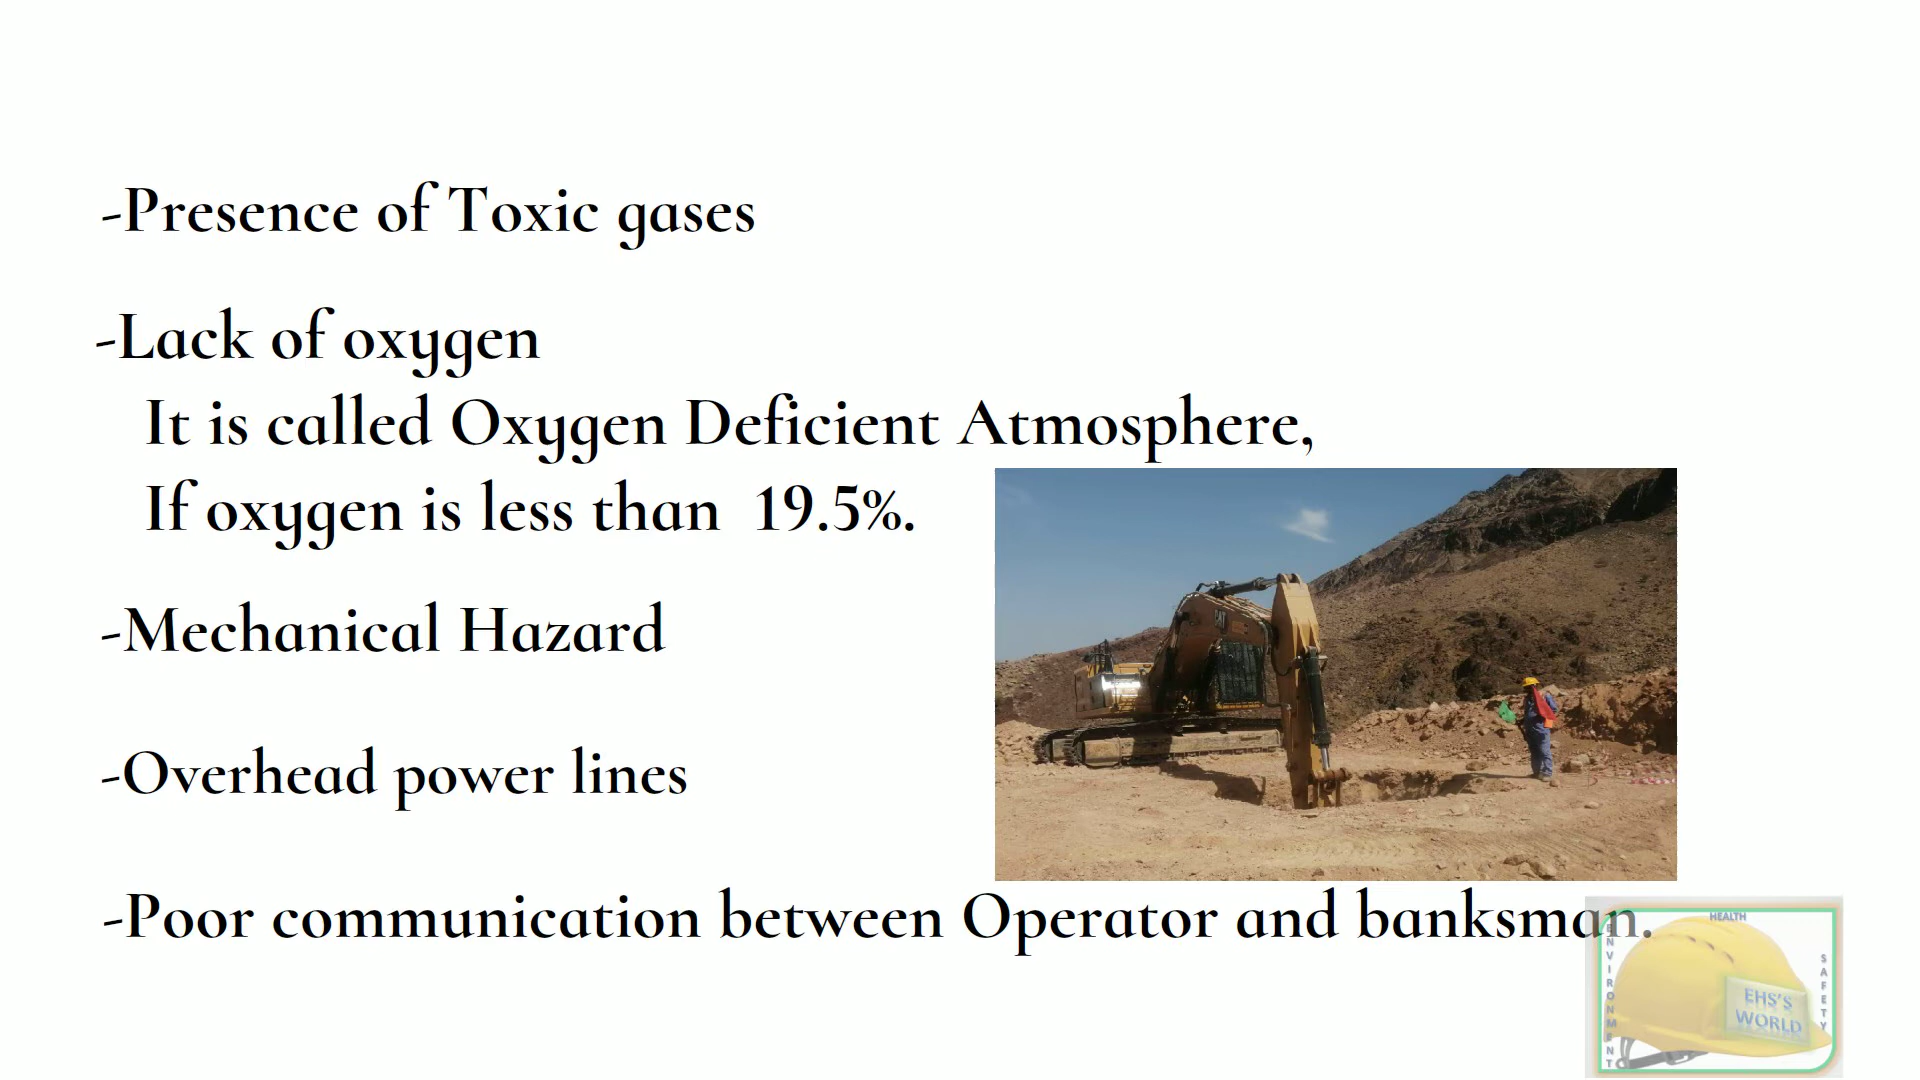 -Presence of Toxic gases
-Lack of oxygen
It is called Oxygen Deficient Atmosphere,
If oxygen is less than 19.5%.
-Mechanical Hazard
-Overhead power lines
CAT
-Poor communication between Operator and banksman.
HEALTH
ENVIRONMENT
SAFETY
EHS'S
WORLD